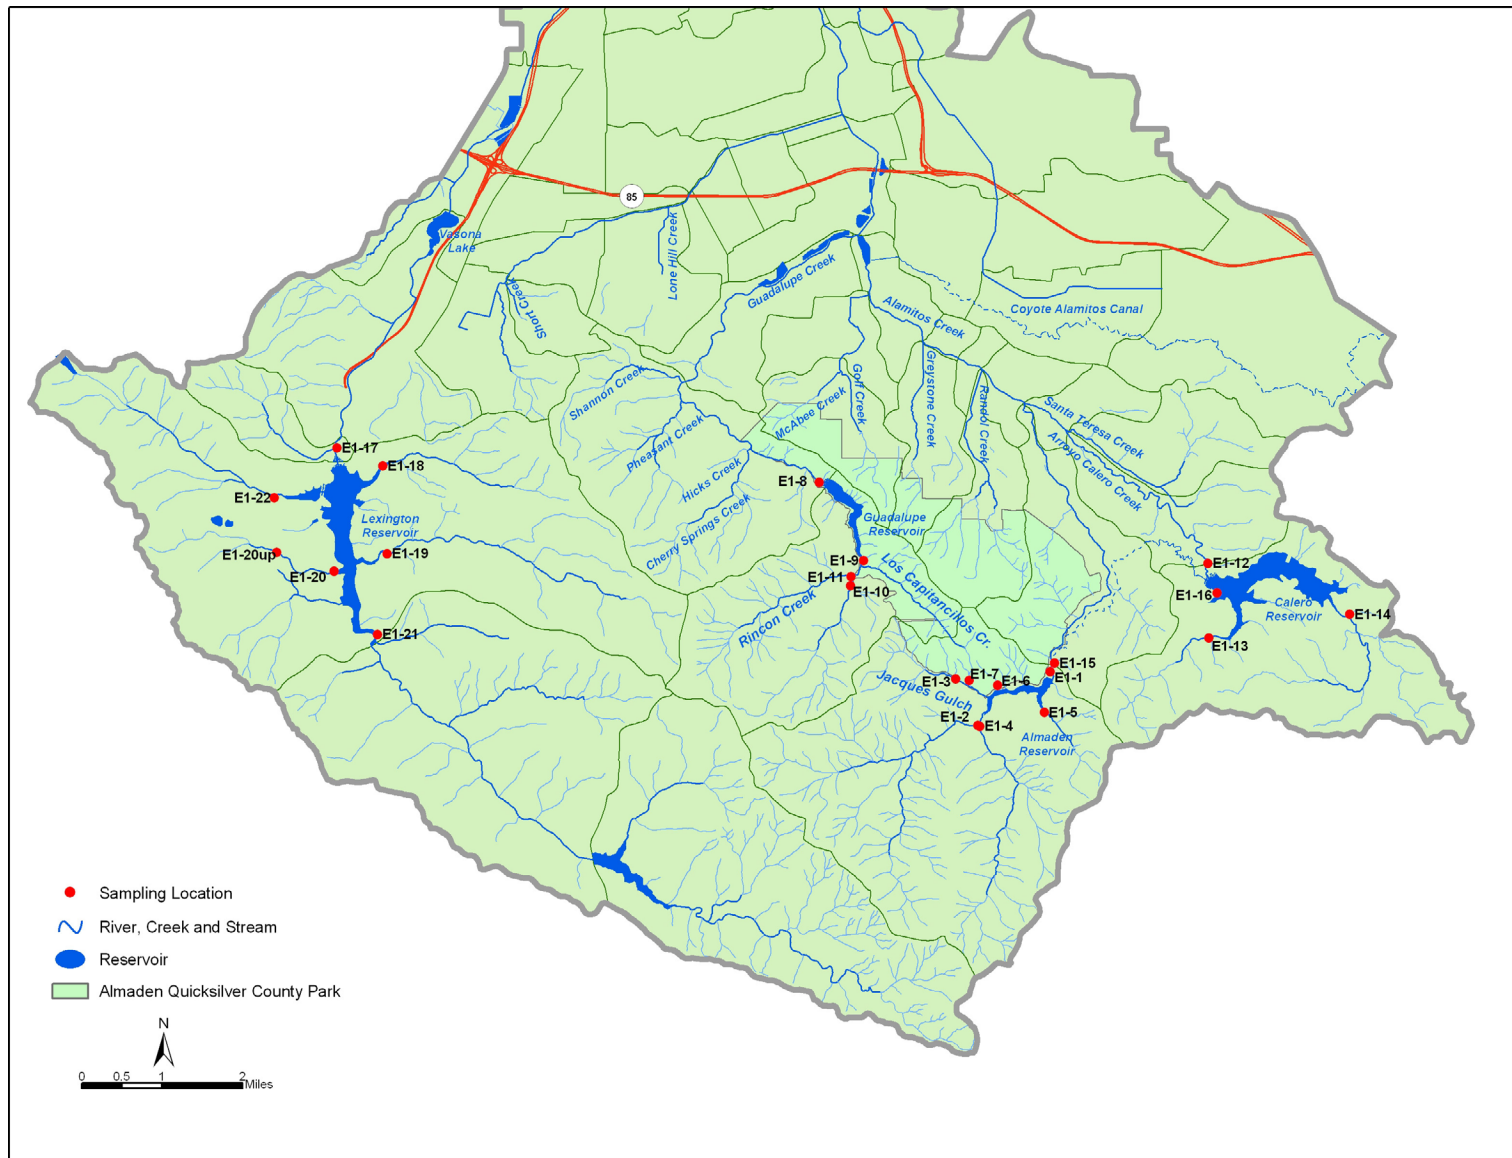 85
Vasona
Lake
Lone Hill Creek
Short Creek
Guadalupe Creek
Alamitos Creek
Coyote Alamitos Canal
Shannon Creek
Pheasant Creek
Hicks Creek
Cherry Springs Creek
McAbee Creek
Golf Creek
Greystone Creek
Randol Creek
Santa Teresa Creek
Arroyo Calero Creek
E1-17
E1-18
E1-22
Lexington
Reservoir
E1-20up
E1-19
E1-20
E1-21
E1-8
Guadalupe
Reservoir
E1-9
E1-11
E1-10
Los Capitancillos Cr.
Rincon Creek
E1-12
E1-16
Calero
Reservoir
E1-14
E1-13
E1-15
E1-1
E1-3
E1-7
E1-6
Jacques Gulch
E1-2
E1-4
E1-5
Almaden
Reservoir
Sampling Location
River, Creek and Stream
Reservoir
Almaden Quicksilver County Park
N
0 0.5 1 2
Miles